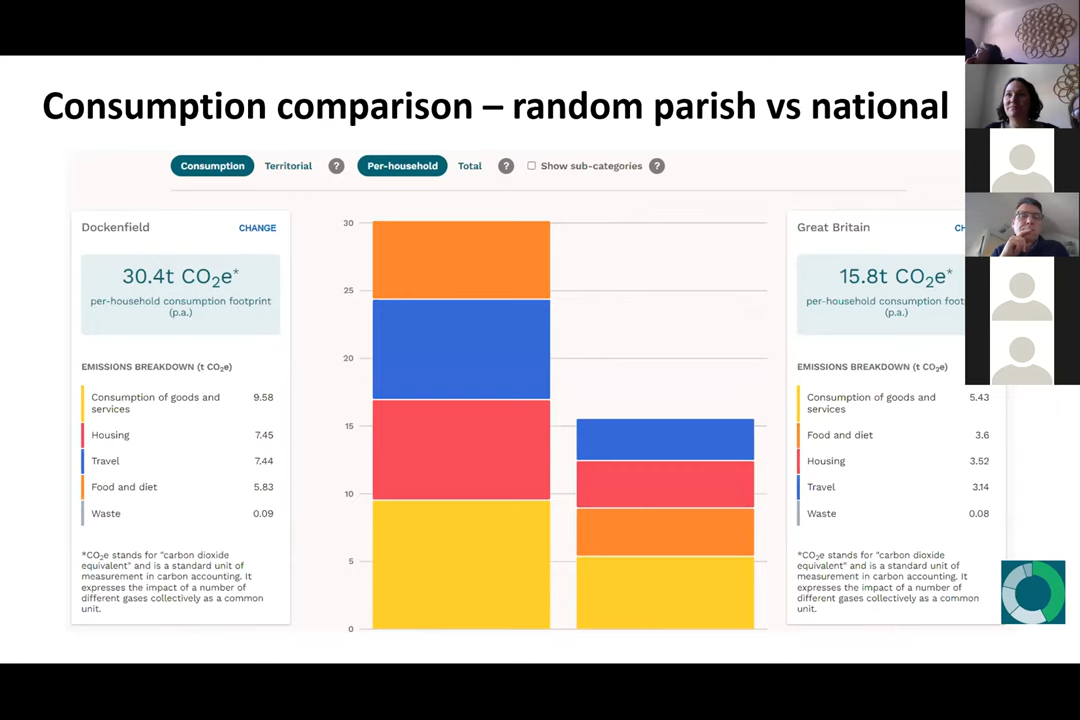 Consumption comparison – random parish vs national
Consumption Territorial ? Per-household Total ? Show sub-categories ?
Dockenfield CHANGE
30.4t CO₂e*
per-household consumption footprint
(p.a.)
EMISSIONS BREAKDOWN (t CO₂e)
Consumption of goods and
services 9.58
Housing 7.45
Travel 7.44
Food and diet 5.83
Waste 0.09
*CO₂e stands for "carbon dioxide
equivalent" and is a standard unit of
measurement in carbon accounting. It
expresses the impact of a number of
different gases collectively as a common
unit.
30
25
20
15
10
5
0
Great Britain CH
15.8t CO₂e*
per-household consumption foot
(p.a.)
EMISSIONS BREAKDOWN (t CO₂e)
Consumption of goods and
services 5.43
Food and diet 3.6
Housing 3.52
Travel 3.14
Waste 0.08
*CO₂e stands for "carbon dioxide
equivalent" and is a standard unit of
measurement in carbon accounting. It
expresses the impact of a number of
different gases collectively as a common
unit.